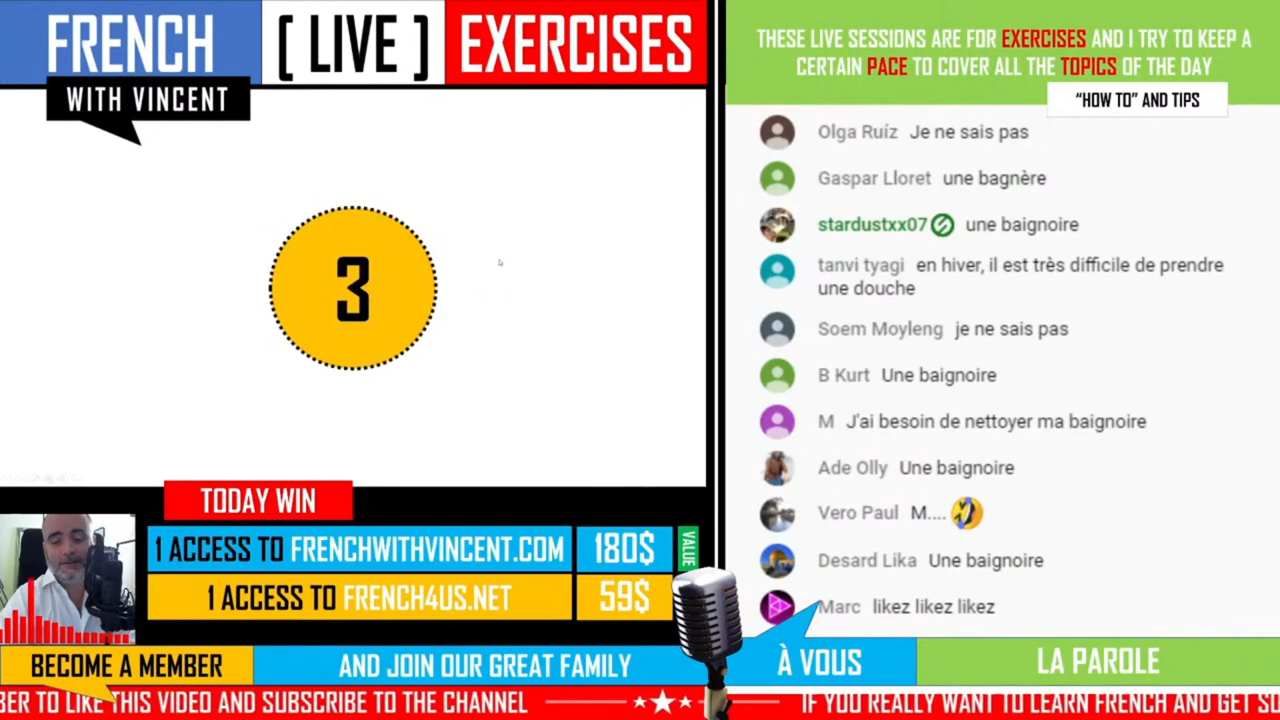 FRENCH
[ LIVE ]
EXERCISES
WITH VINCENT
3
TODAY WIN
1 ACCESS TO FRENCHWITHVINCENT.COM
180$
VALUE
1 ACCESS TO FRENCH4US.NET
59$
BECOME A MEMBER
AND JOIN OUR GREAT FAMILY
THESE LIVE SESSIONS ARE FOR EXERCISES AND I TRY TO KEEP A
CERTAIN PACE TO COVER ALL THE TOPICS OF THE DAY
"HOW TO" AND TIPS
Olga Ruíz Je ne sais pas
Gaspar Lloret une bagnère
stardustxx07 une baignoire
tanvi tyagi en hiver, il est très difficile de prendre
une douche
Soem Moyleng je ne sais pas
B Kurt Une baignoire
M J'ai besoin de nettoyer ma baignoire
Ade Olly Une baignoire
Vero Paul M....
Desard Lika Une baignoire
Marc likez likez likez
À VOUS
LA PAROLE
BER TO LIKE THIS VIDEO AND SUBSCRIBE TO THE CHANNEL
IF YOU REALLY WANT TO LEARN FRENCH AND GET SO